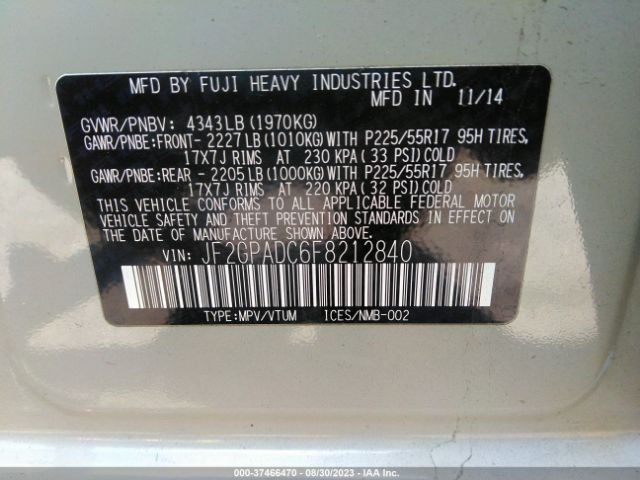 MFD BY FUJI HEAVY INDUSTRIES LTD.
MFD IN 11/14
GVWR/PNBV: 4343LB(1970KG)
GAWR/PNBE:FRONT- 2227LB(1010KG)WITH P225/55R17 95H TIRES,
17X7J RIMS AT 230 KPA(33 PSI)COLD
GAWR/PNBE:REAR - 2205LB(1000KG)WITH P225/55R17 95H TIRES,
17X7J RIMS AT 220 KPA(32 PSI)COLD
THIS VEHICLE CONFORMS TO ALL APPLICABLE FEDERAL MOTOR
VEHICLE SAFETY AND THEFT PREVENTION STANDARDS IN EFFECT
ON THE DATE OF MANUFACTURE SHOWN ABOVE.
VIN: JF2GPADC6F8212840
TYPE:MPV/VTUM ICES/NMB-002
000-37466470 - 08/30/2023 - IAA Inc.